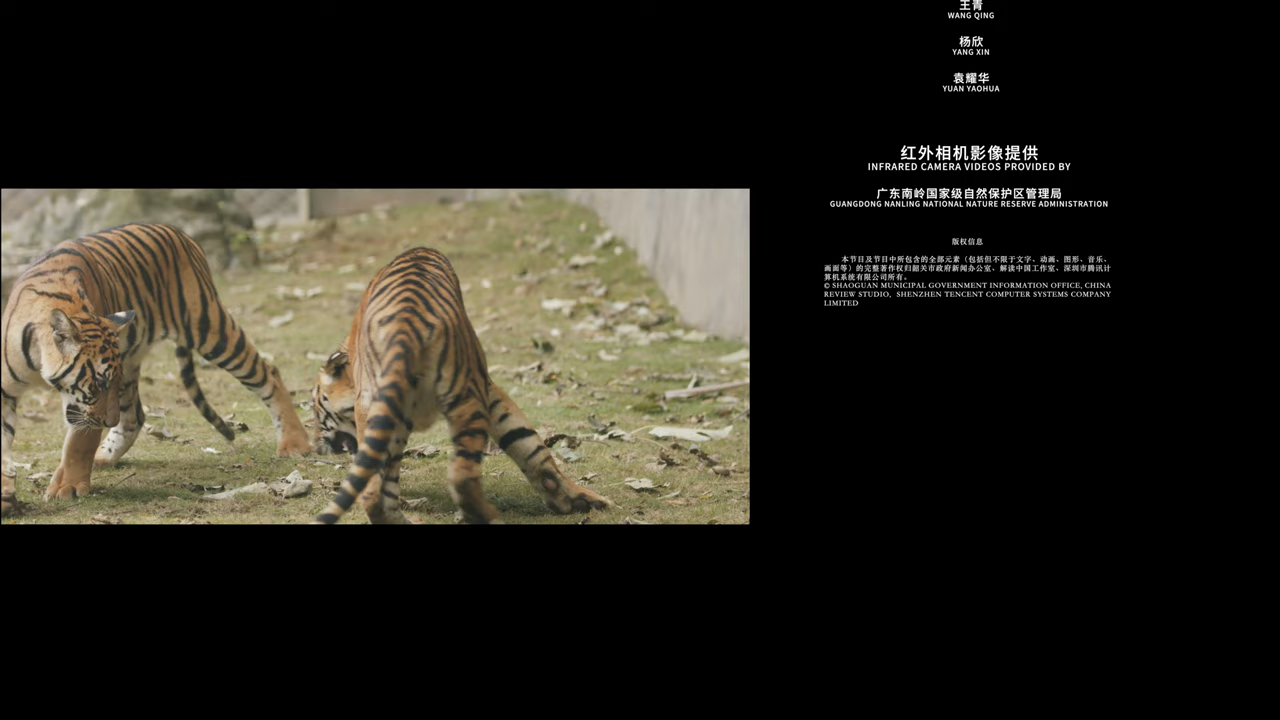 王青
WANG QING
杨欣
YANG XIN
袁耀华
YUAN YAOHUA
红外相机影像提供
INFRARED CAMERA VIDEOS PROVIDED BY
广东南岭国家级自然保护区管理局
GUANGDONG NANLING NATIONAL NATURE RESERVE ADMINISTRATION
版权信息
本节目及节目中所包含的全部元素（包括但不限于文字、动画、图形、音乐、
画面等）的完整著作权归韶关市政府新闻办公室、解读中国工作室、深圳市腾讯计
算机系统有限公司所有。
© SHAOGUAN MUNICIPAL GOVERNMENT INFORMATION OFFICE, CHINA
REVIEW STUDIO, SHENZHEN TENCENT COMPUTER SYSTEMS COMPANY
LIMITED